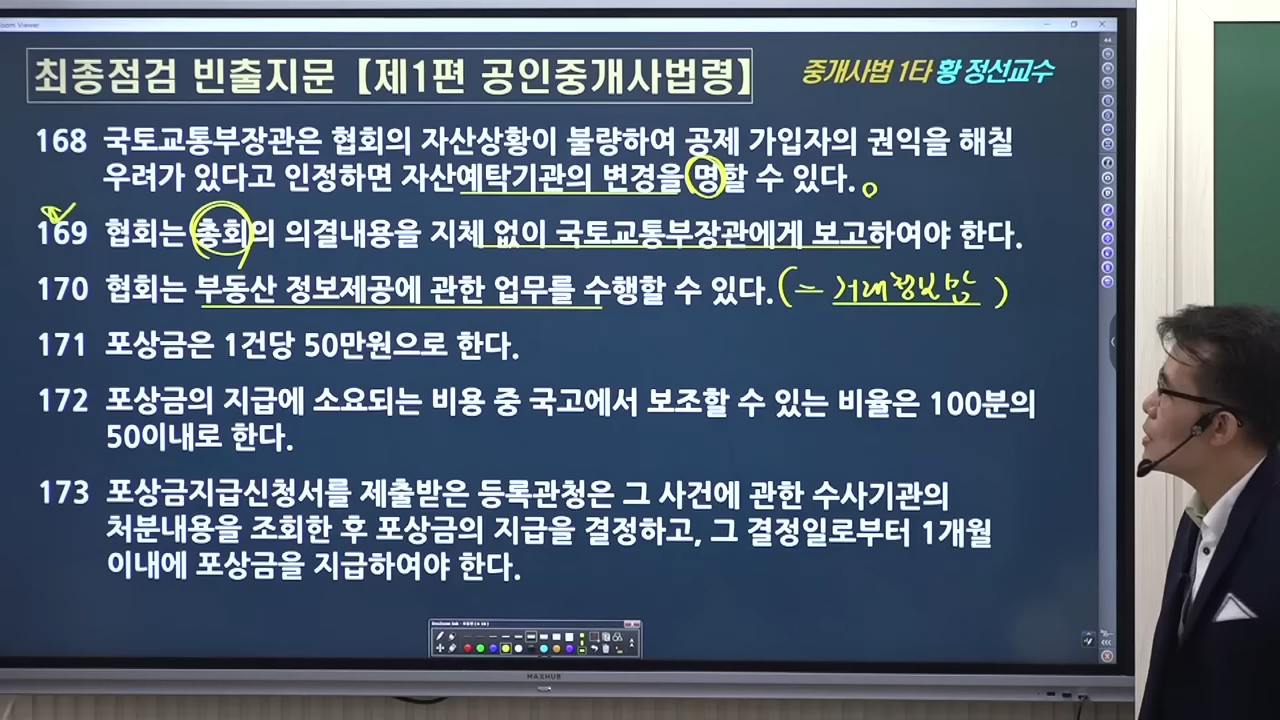 최종점검 빈출지문 【제1편 공인중개사법령】
중개사법 1타 황 정선교수
168 국토교통부장관은 협회의 자산상황이 불량하여 공제 가입자의 권익을 해칠
우려가 있다고 인정하면 자산예탁기관의 변경을 명할 수 있다.
169 협회는 총회의 의결내용을 지체 없이 국토교통부장관에게 보고하여야 한다.
170 협회는 부동산 정보제공에 관한 업무를 수행할 수 있다. (= 거래정보망)
171 포상금은 1건당 50만원으로 한다.
172 포상금의 지급에 소요되는 비용 중 국고에서 보조할 수 있는 비율은 100분의
50이내로 한다.
173 포상금지급신청서를 제출받은 등록관청은 그 사건에 관한 수사기관의
처분내용을 조회한 후 포상금의 지급을 결정하고, 그 결정일로부터 1개월
이내에 포상금을 지급하여야 한다.
MAXHUB